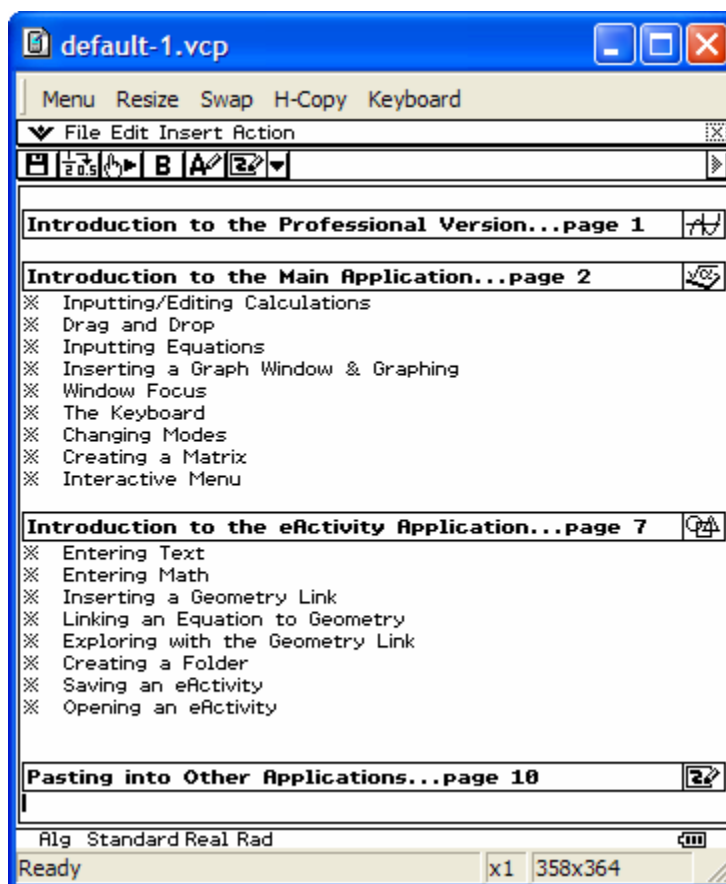 default-1.vcp
Menu Resize Swap H-Copy Keyboard
File Edit Insert Action
B
Introduction to the Professional Version...page 1
Introduction to the Main Application...page 2
※ Inputting/Editing Calculations
※ Drag and Drop
※ Inputting Equations
※ Inserting a Graph Window & Graphing
※ Window Focus
※ The Keyboard
※ Changing Modes
※ Creating a Matrix
※ Interactive Menu
Introduction to the eActivity Application...page 7
※ Entering Text
※ Entering Math
※ Inserting a Geometry Link
※ Linking an Equation to Geometry
※ Exploring with the Geometry Link
※ Creating a Folder
※ Saving an eActivity
※ Opening an eActivity
Pasting into Other Applications...page 10
Alg Standard Real Rad
Ready x1 358x364